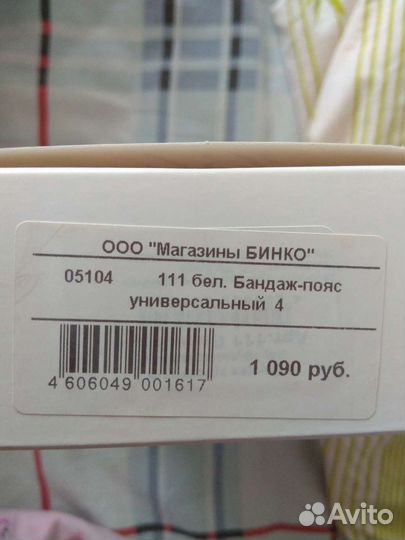 ООО "Магазины БИНКО"
05104 111 бел. Бандаж-пояс
универсальный 4
1 090 руб.
4 606049 001617
Avito